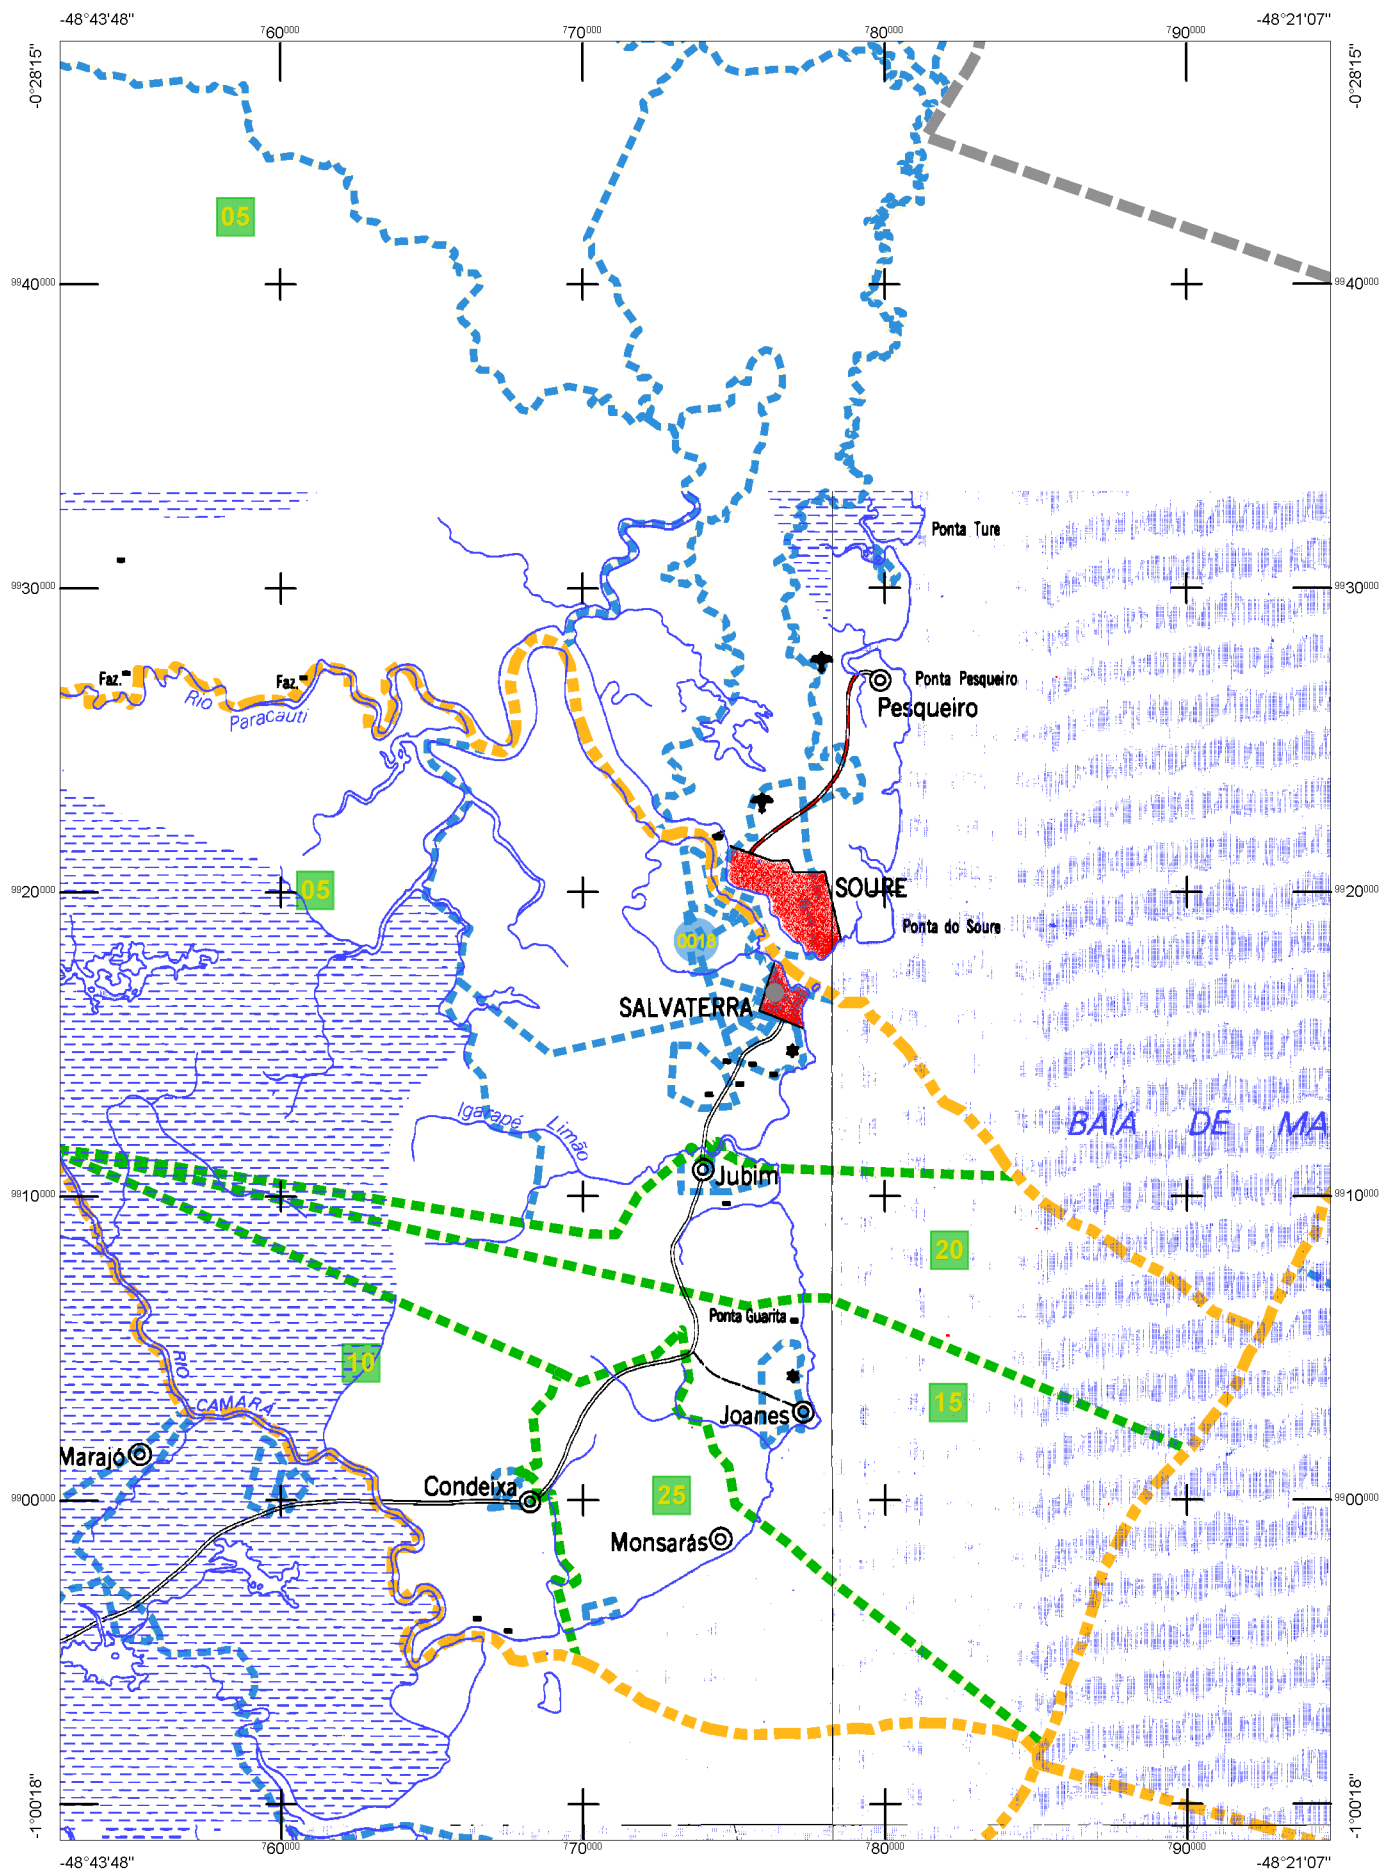 -48°43'48"
-48°21'07"
760000
770000
780000
790000
-0°28'15"
-0°28'15"
05
9940000
9940000
Ponta Ture
9930000
9930000
Faz.
Faz.
Rio
Paracauti
Ponta Pesqueiro
Pesqueiro
05
9920000
SOURE
9920000
Ponta do Soure
0018
SALVATERRA
Igarapé Limão
BAÍA DE MA
Jubim
9910000
9910000
20
Ponta Guarita
RIO
CAMARA
10
15
Joanes
Marajó
Condeixa
25
9900000
9900000
Monsarás
-1°00'18"
-1°00'18"
760000
770000
780000
790000
-48°43'48"
-48°21'07"